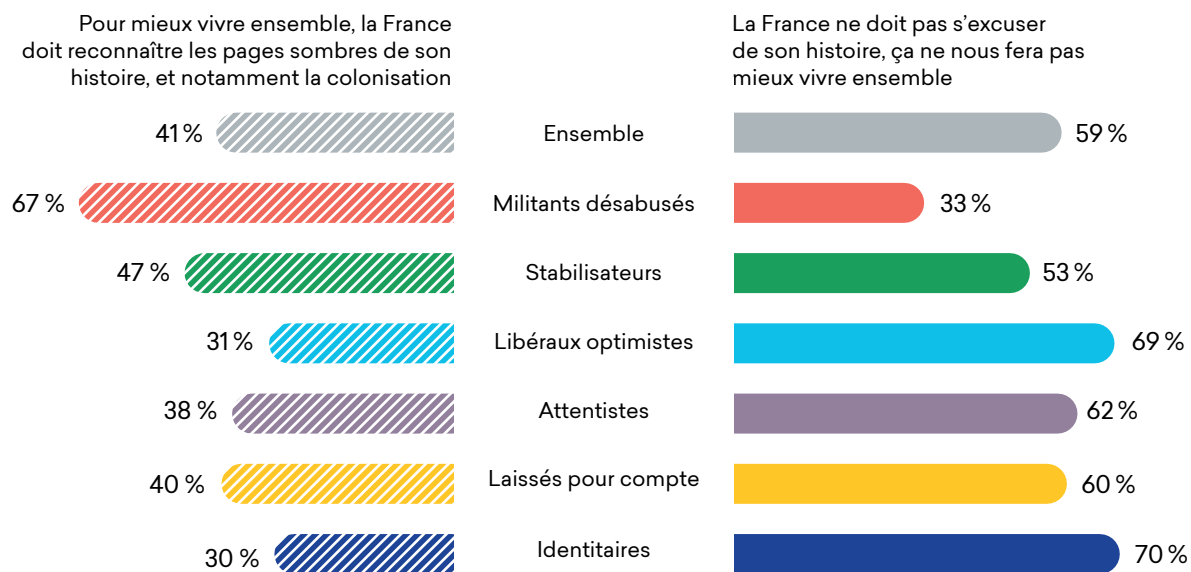 Pour mieux vivre ensemble, la France
doit reconnaître les pages sombres de son
histoire, et notamment la colonisation
La France ne doit pas s’excuser
de son histoire, ça ne nous fera pas
mieux vivre ensemble
41 % Ensemble 59 %
67 % Militants désabusés 33 %
47 % Stabilisateurs 53 %
31 % Libéraux optimistes 69 %
38 % Attentistes 62 %
40 % Laissés pour compte 60 %
30 % Identitaires 70 %